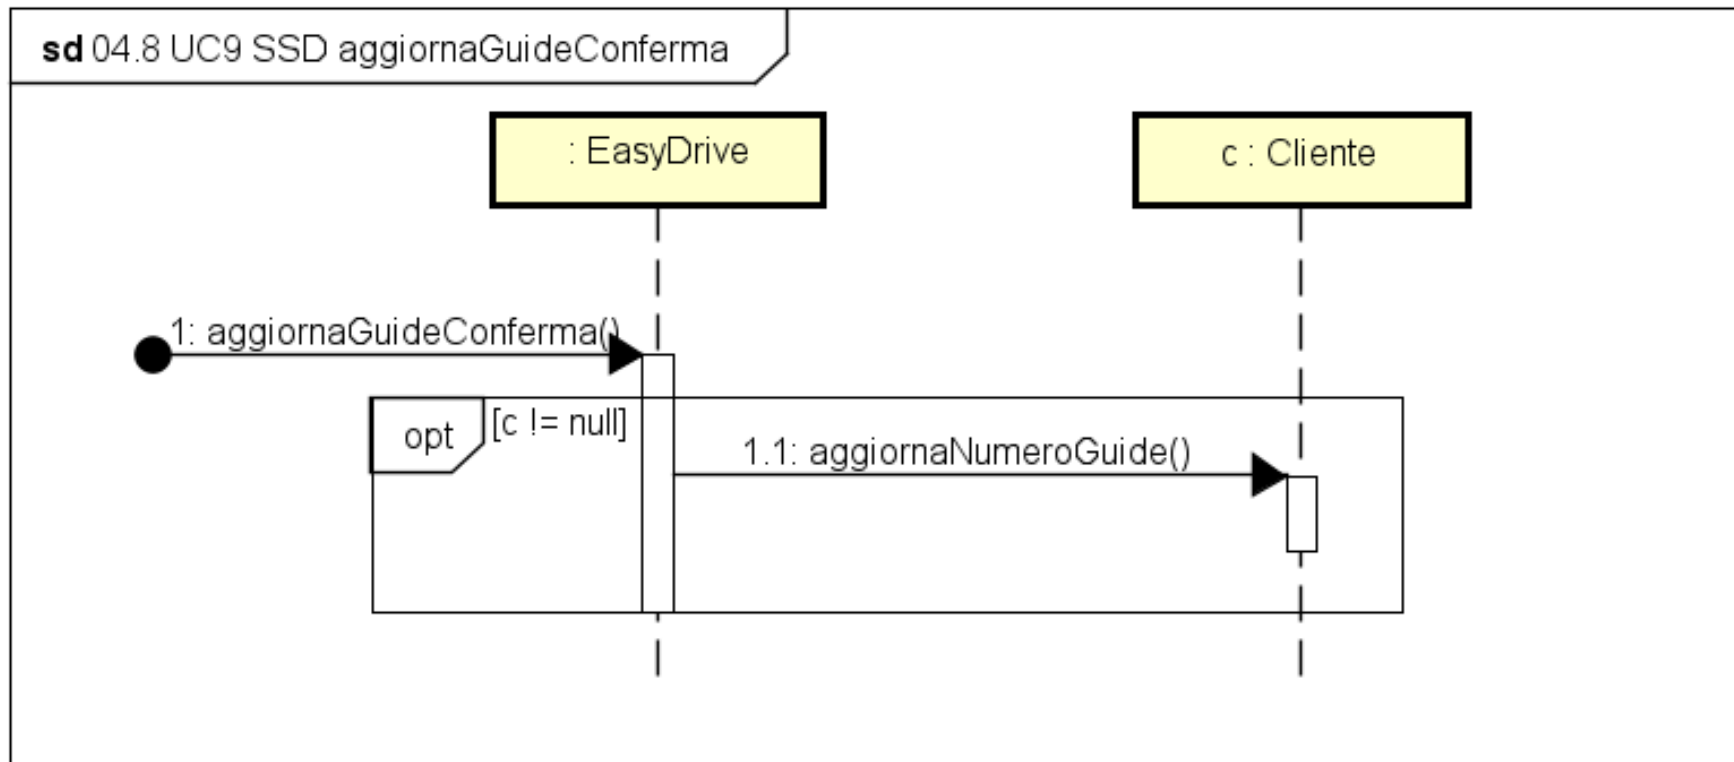 sd 04.8 UC9 SSD aggiornaGuideConferma
: EasyDrive
c : Cliente
1: aggiornaGuideConferma()
opt
[c != null]
1.1: aggiornaNumeroGuide()